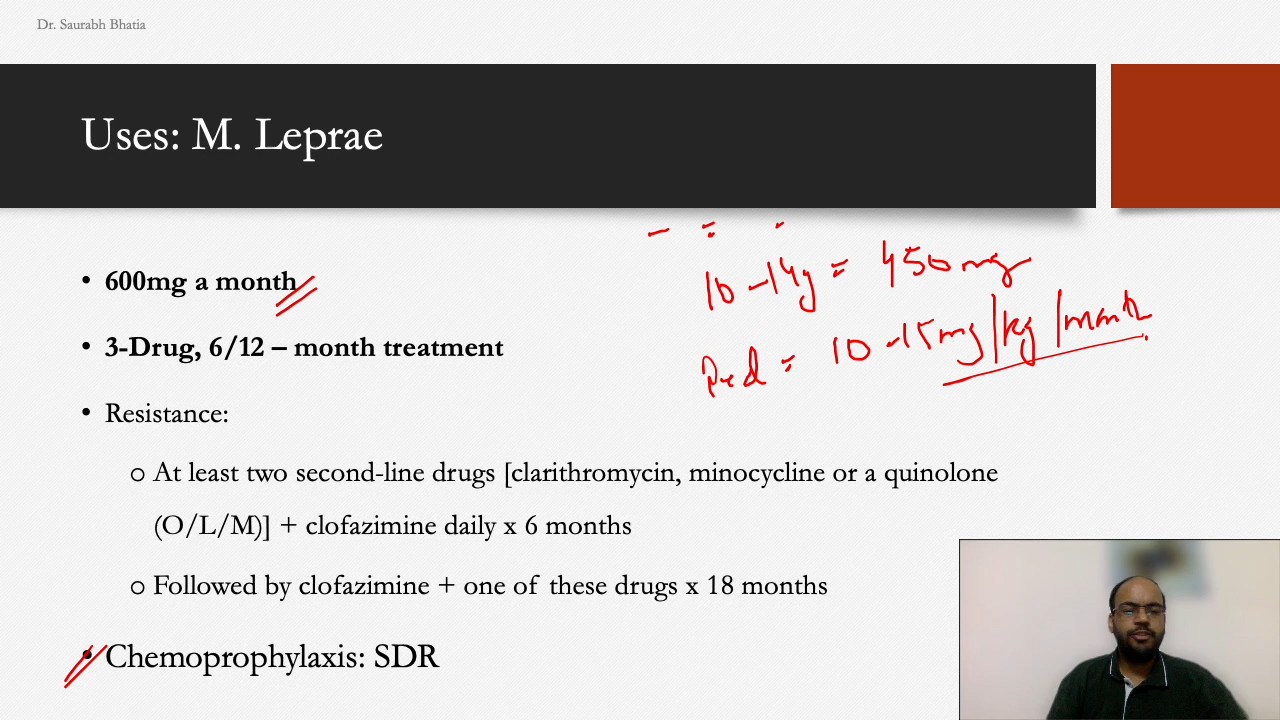 Dr. Saurabh Bhatia
Uses: M. Leprae
• 600mg a month
10-14y = 450mg
• 3-Drug, 6/12 – month treatment
Ped = 10-15mg/kg/month
• Resistance:
o At least two second-line drugs [clarithromycin, minocycline or a quinolone
(O/L/M)] + clofazimine daily x 6 months
o Followed by clofazimine + one of these drugs x 18 months
• Chemoprophylaxis: SDR